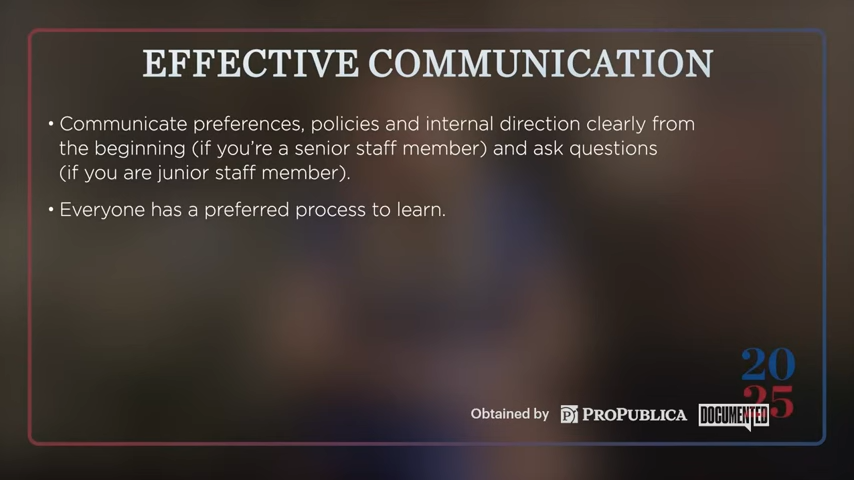 EFFECTIVE COMMUNICATION
• Communicate preferences, policies and internal direction clearly from
the beginning (if you’re a senior staff member) and ask questions
(if you are junior staff member).
• Everyone has a preferred process to learn.
20
25
Obtained by PROPUBLICA DOCUMENTED